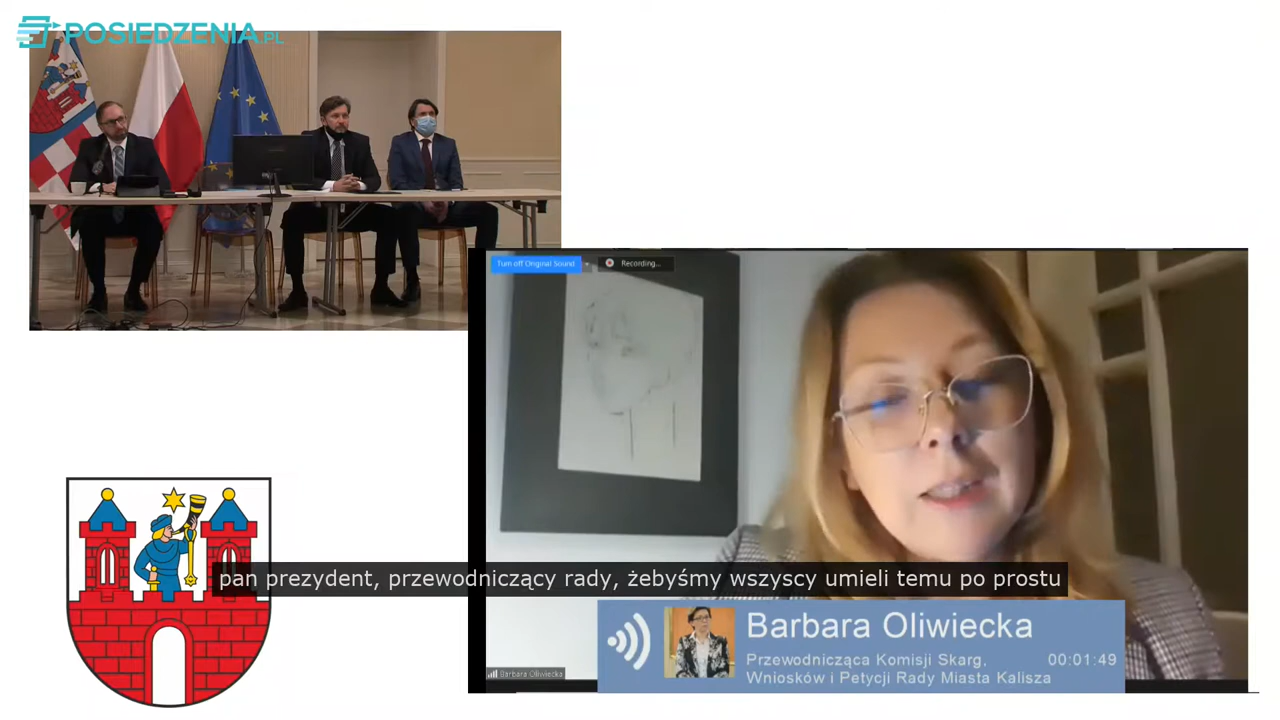 POSIEDZENIA.PL
Turn off Original Sound
Recording...
pan prezydent, przewodniczący rady, żebyśmy wszyscy umieli temu po prostu
Barbara Oliwiecka
Przewodnicząca Komisji Skarg, 00:01:49
Wniosków i Petycji Rady Miasta Kalisza
Barbara Oliwiecka